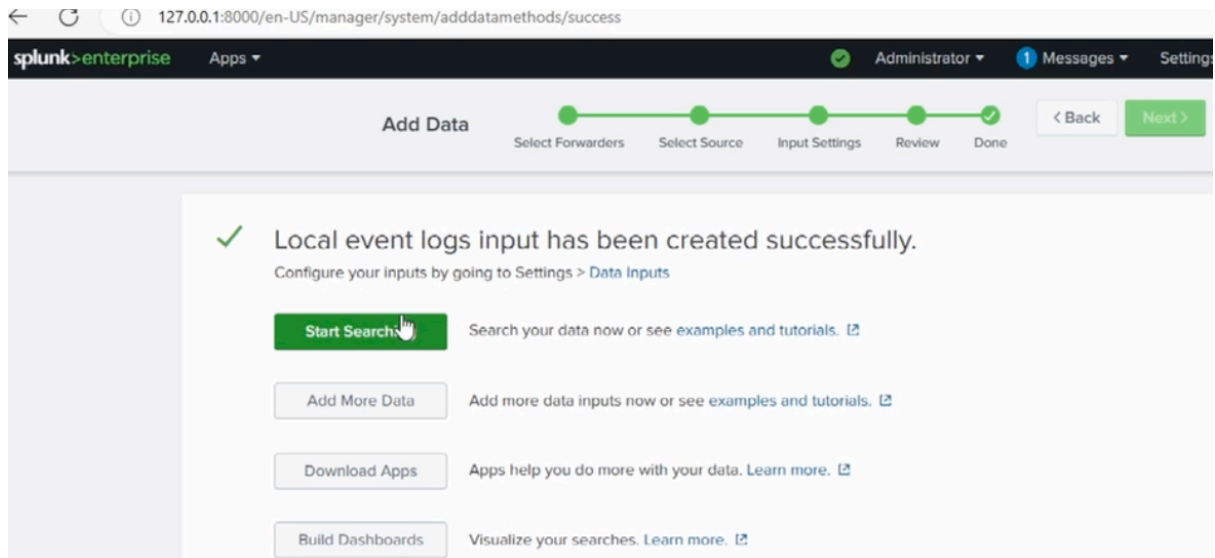 127.0.0.1:8000/en-US/manager/system/adddatamethods/success
splunk>enterprise Apps Administrator 1 Messages Settings
Add Data Select Forwarders Select Source Input Settings Review Done < Back Next >
Local event logs input has been created successfully.
Configure your inputs by going to Settings > Data Inputs
Start Searching Search your data now or see examples and tutorials.
Add More Data Add more data inputs now or see examples and tutorials.
Download Apps Apps help you do more with your data. Learn more.
Build Dashboards Visualize your searches. Learn more.